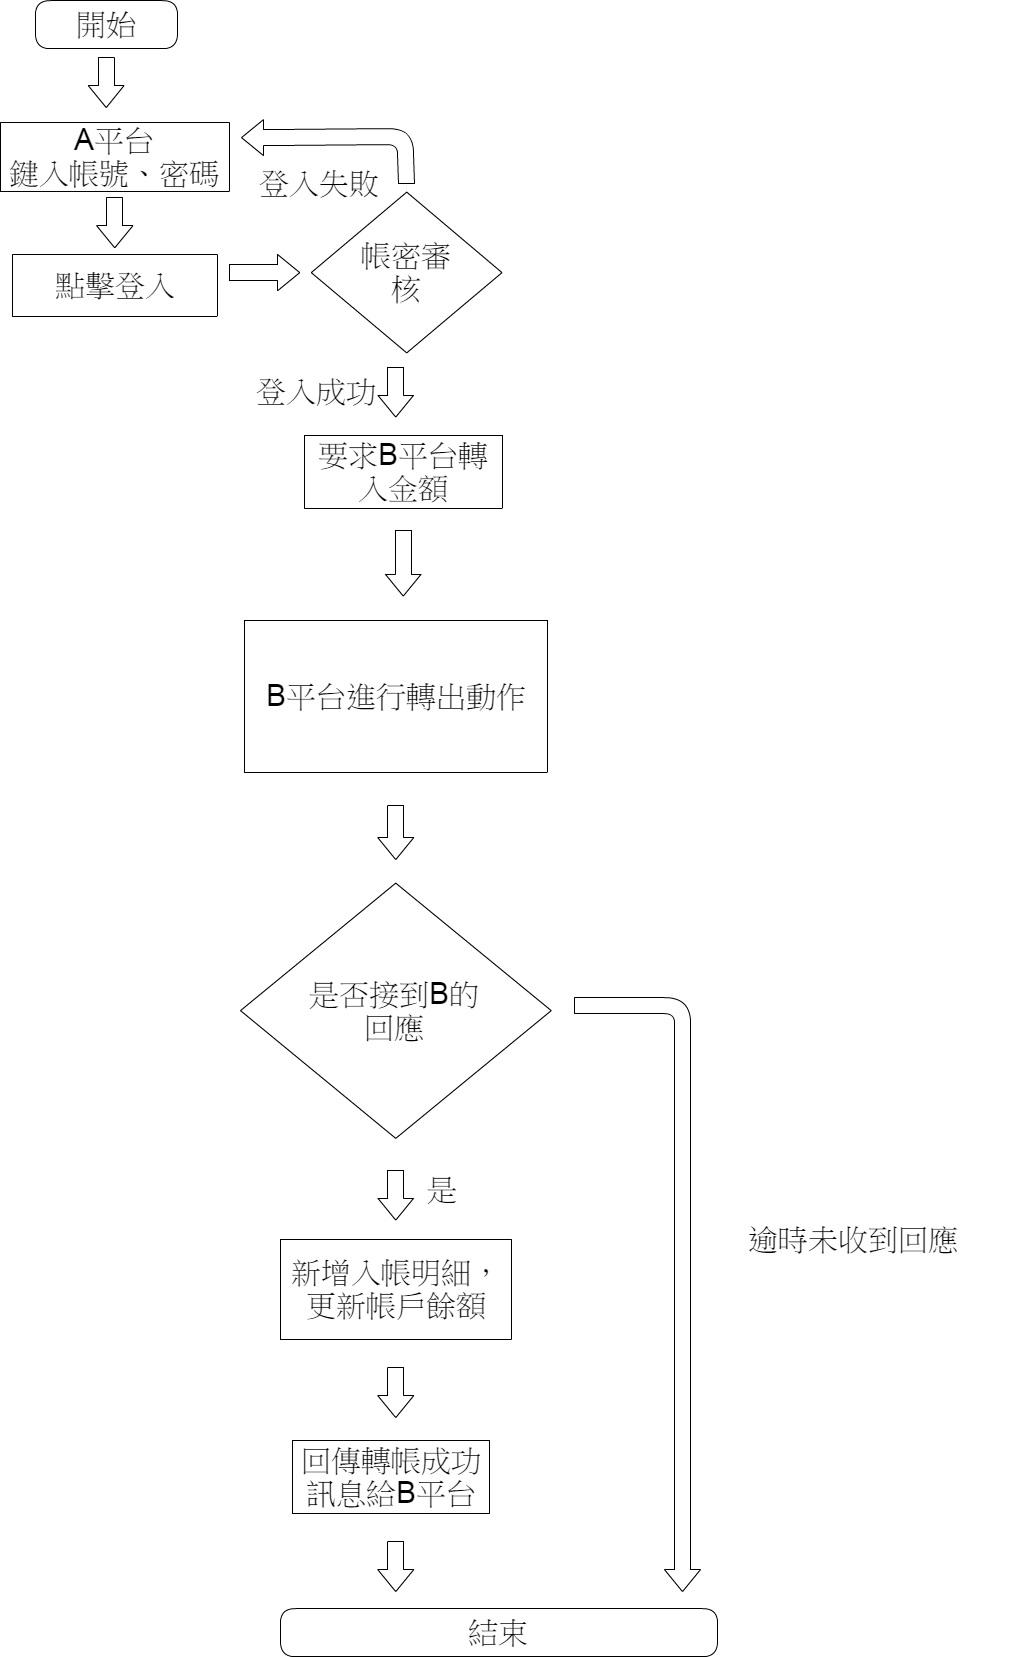 開始
A平台
鍵入帳號、密碼
登入失敗
點擊登入
帳密審
核
登入成功
要求B平台轉
入金額
B平台進行轉出動作
是否接到B的
回應
是
逾時未收到回應
新增入帳明細，
更新帳戶餘額
回傳轉帳成功
訊息給B平台
結束